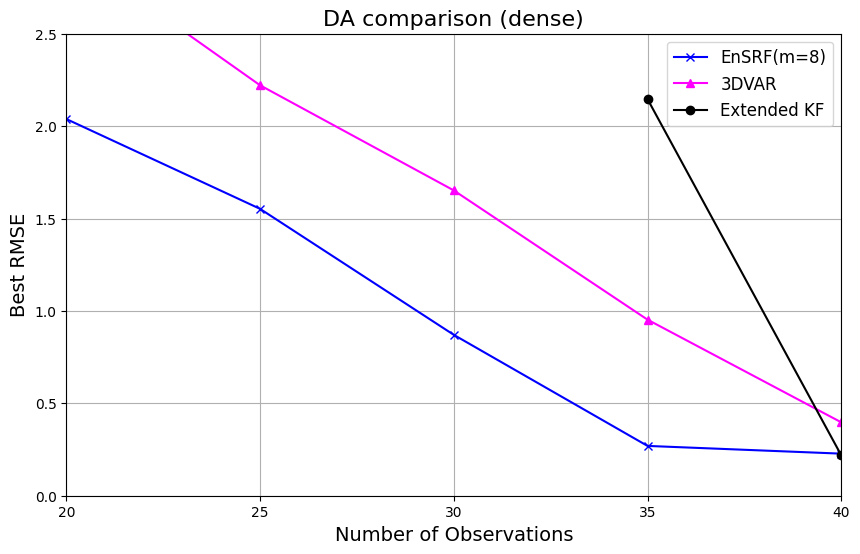 DA comparison (dense)
EnSRF(m=8)
3DVAR
Extended KF
Best RMSE
2.5
2.0
1.5
1.0
0.5
0.0
20 25 30 35 40
Number of Observations